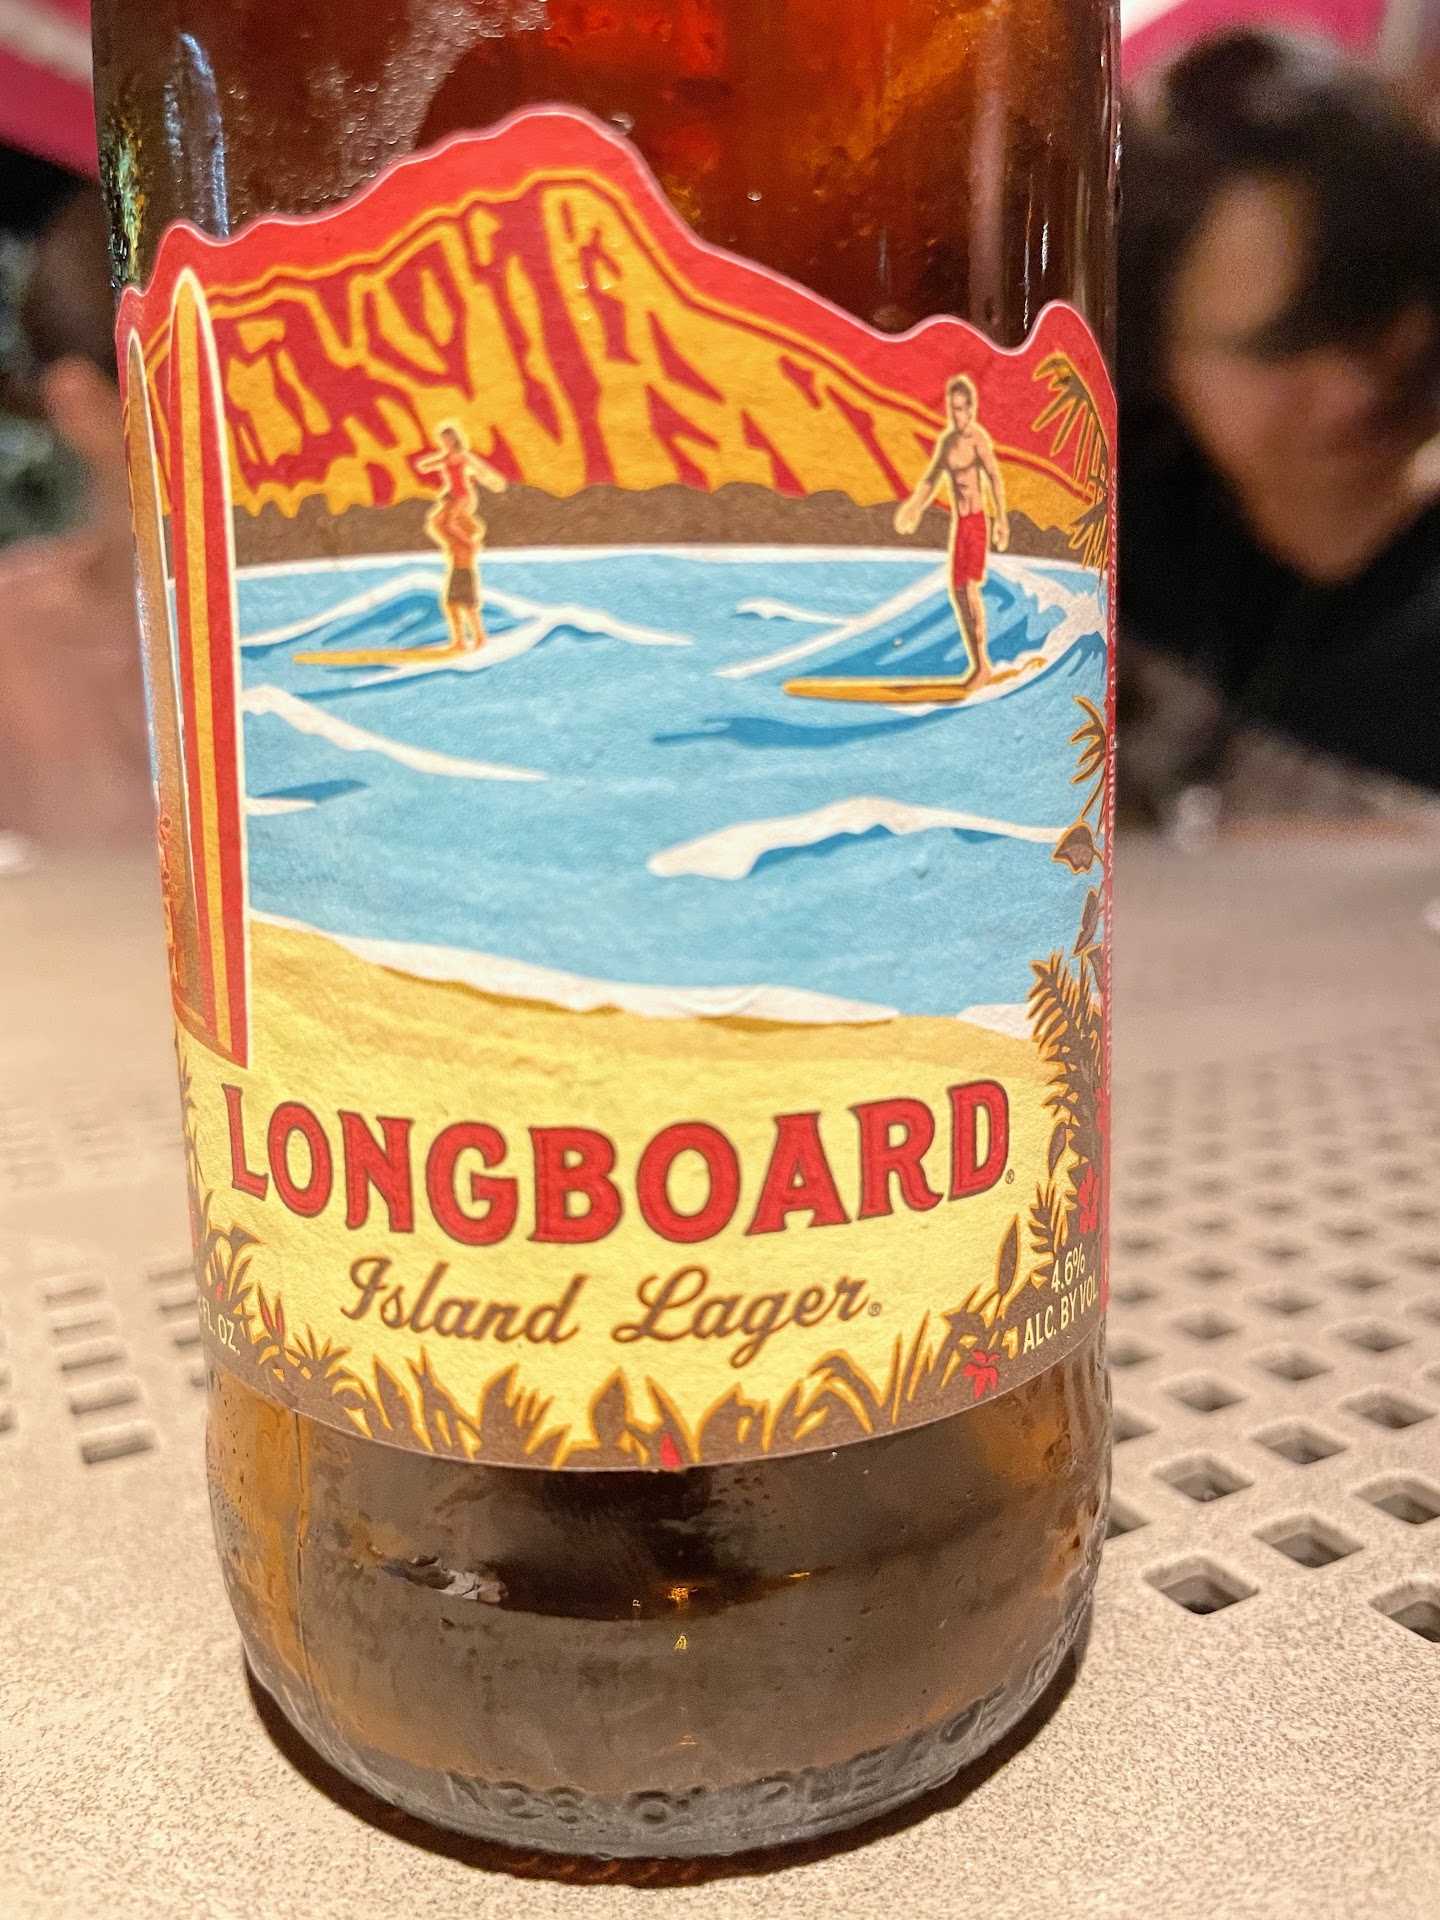 LONGBOARD®
Island Lager®
FL. OZ.
4.6%
ALC. BY VOL